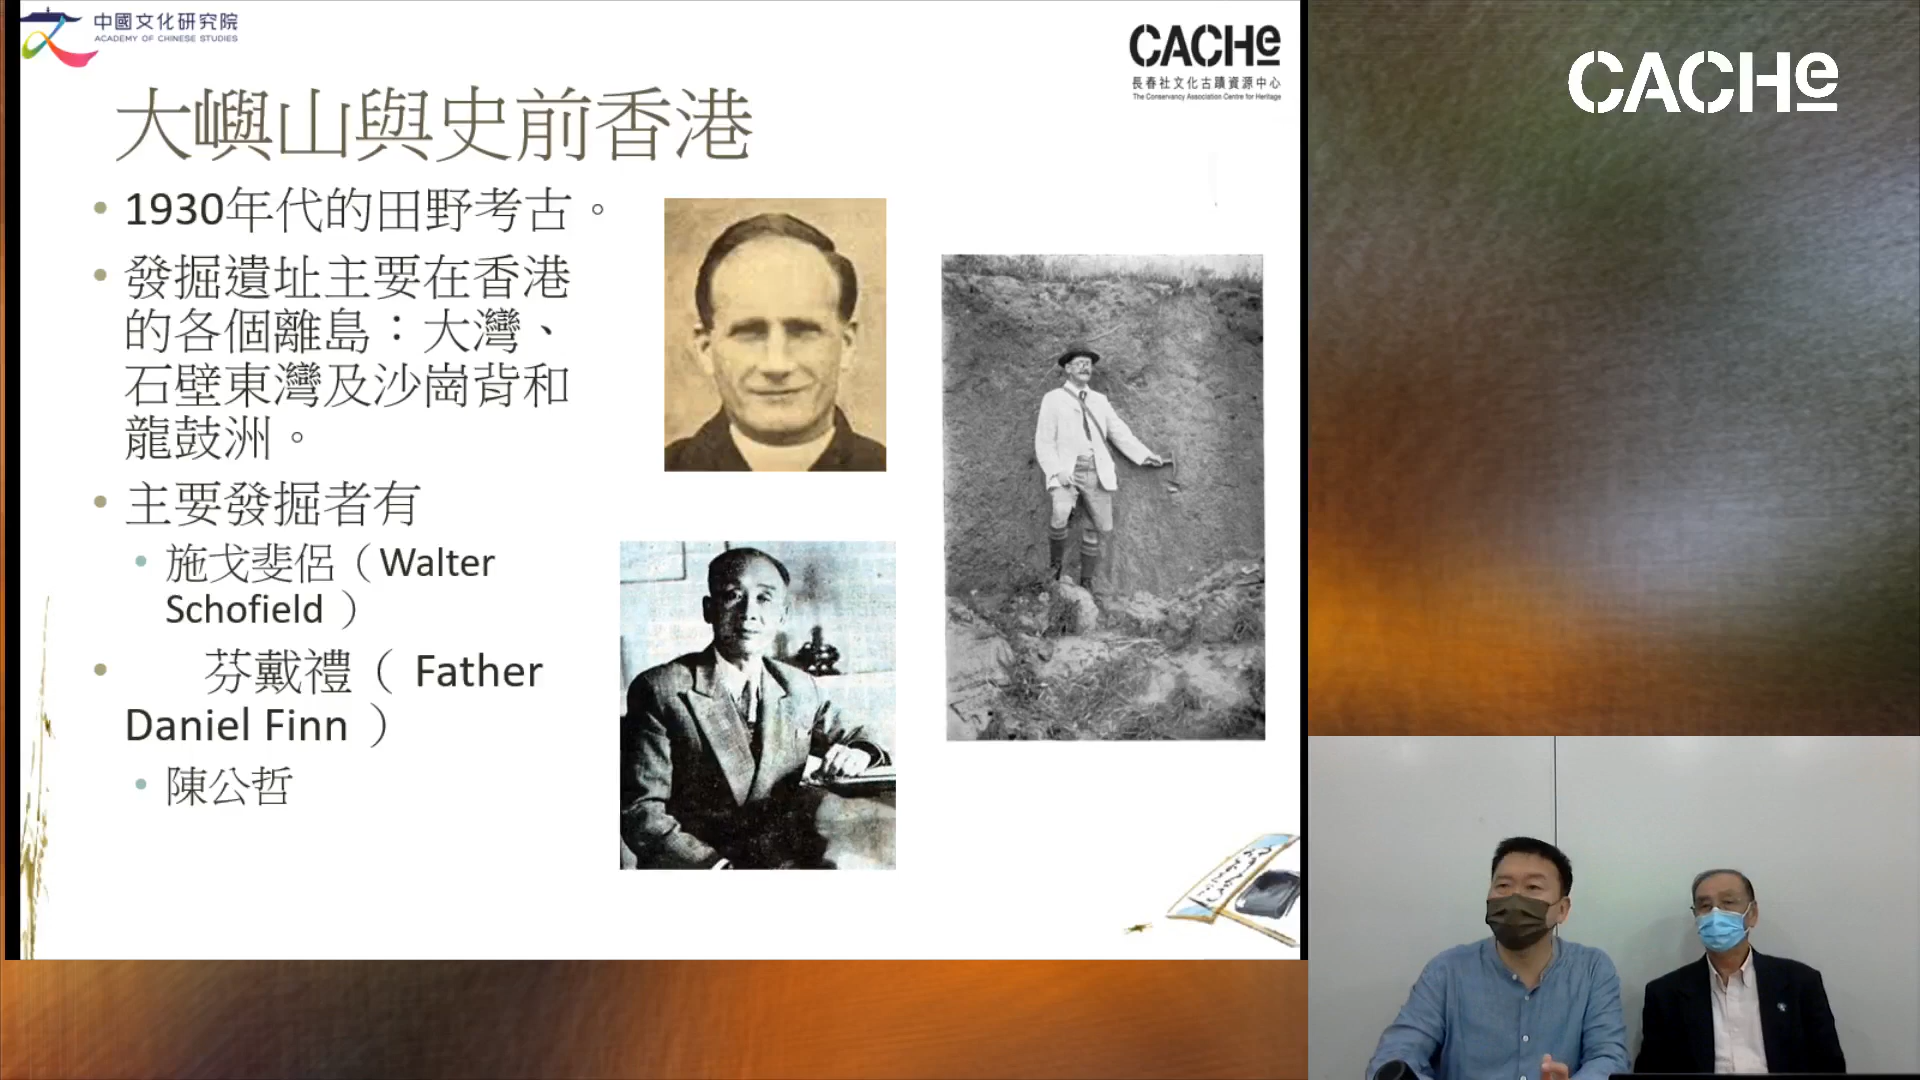 中國文化研究院
ACADEMY OF CHINESE STUDIES
CACHe
長春社文化古蹟資源中心
The Conservancy Association Centre for Heritage
CACHe
大嶼山與史前香港
• 1930年代的田野考古。
• 發掘遺址主要在香港
的各個離島：大灣、
石壁東灣及沙崗背和
龍鼓洲。
• 主要發掘者有
• 施戈斐侶（Walter
Schofield ）
• 芬戴禮（ Father
Daniel Finn ）
• 陳公哲